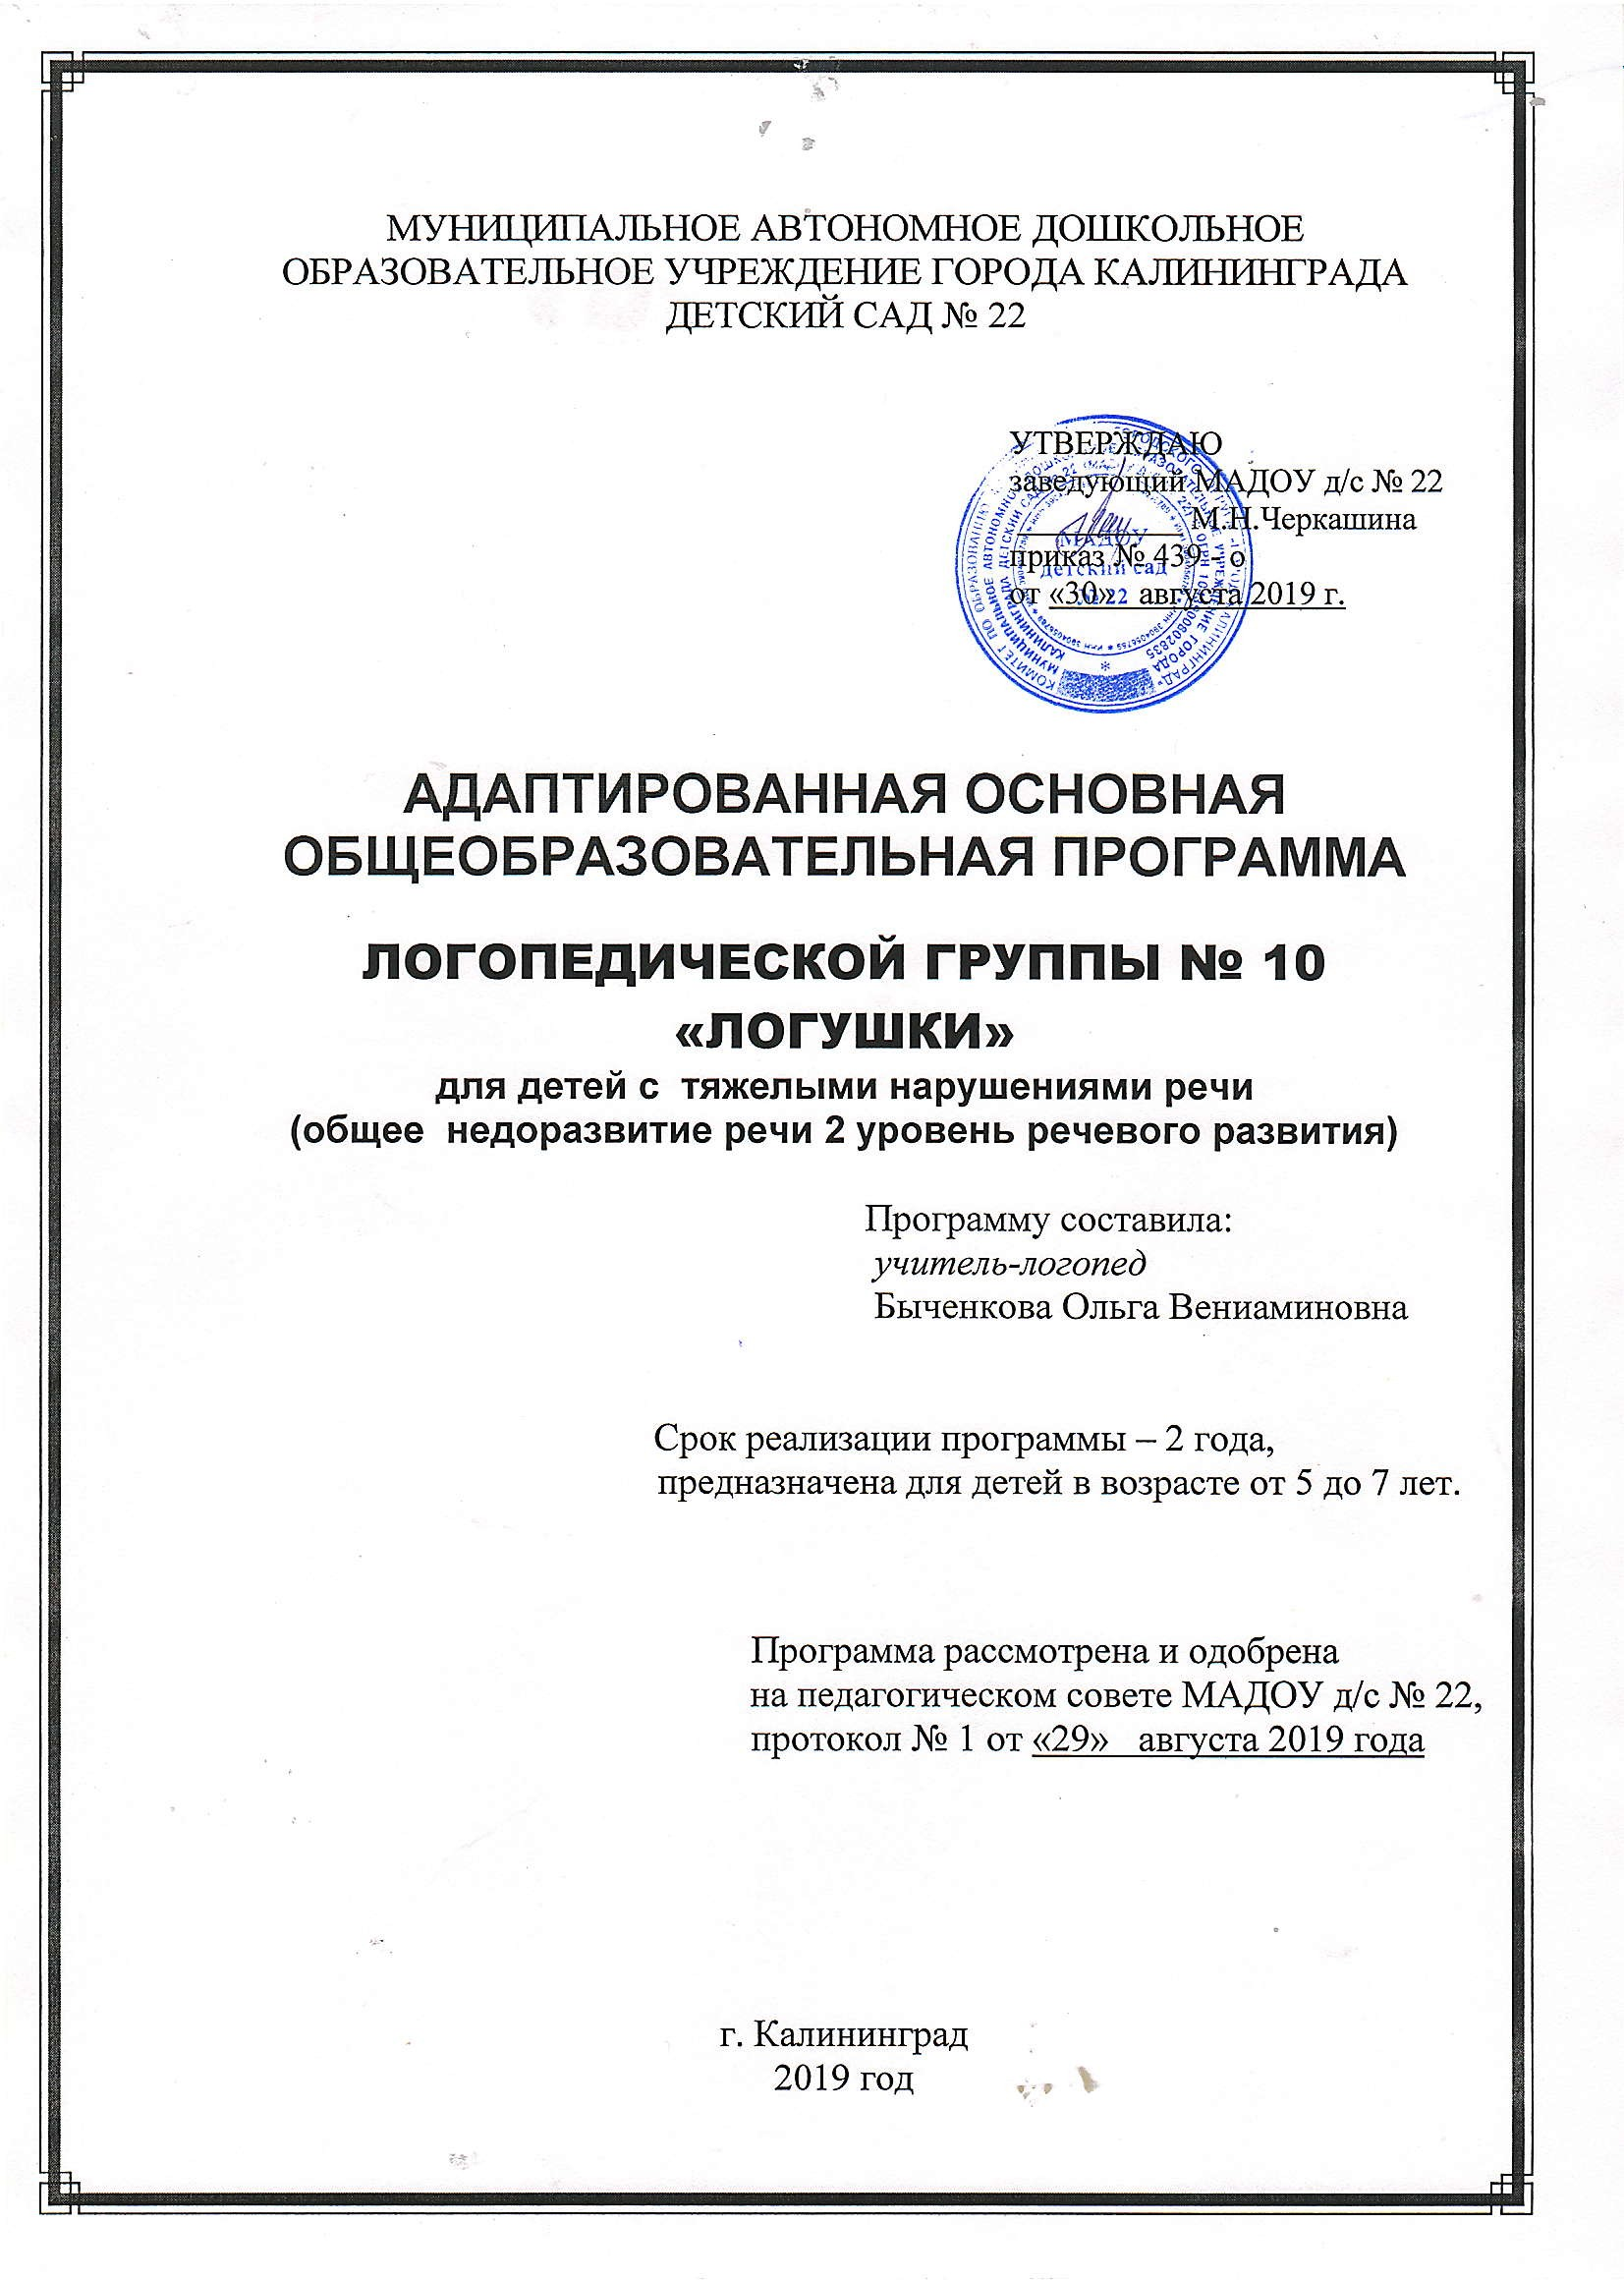 МУНИЦИПАЛЬНОЕ АВТОНОМНОЕ ДОШКОЛЬНОЕ
ОБРАЗОВАТЕЛЬНОЕ УЧРЕЖДЕНИЕ ГОРОДА КАЛИНИНГРАДА
ДЕТСКИЙ САД № 22
УТВЕРЖДАЮ
заведующий МАДОУ д/с № 22
М.Н.Черкашина
приказ № 439 - о
от «30» августа 2019 г.
МАДОУ
детский сад
22
АДАПТИРОВАННАЯ ОСНОВНАЯ
ОБЩЕОБРАЗОВАТЕЛЬНАЯ ПРОГРАММА
ЛОГОПЕДИЧЕСКОЙ ГРУППЫ № 10
«ЛОГУШКИ»
для детей с тяжелыми нарушениями речи
(общее недоразвитие речи 2 уровень речевого развития)
Программу составила:
учитель-логопед
Быченкова Ольга Вениаминовна
Срок реализации программы – 2 года,
предназначена для детей в возрасте от 5 до 7 лет.
Программа рассмотрена и одобрена
на педагогическом совете МАДОУ д/с № 22,
протокол № 1 от «29» августа 2019 года
г. Калининград
2019 год